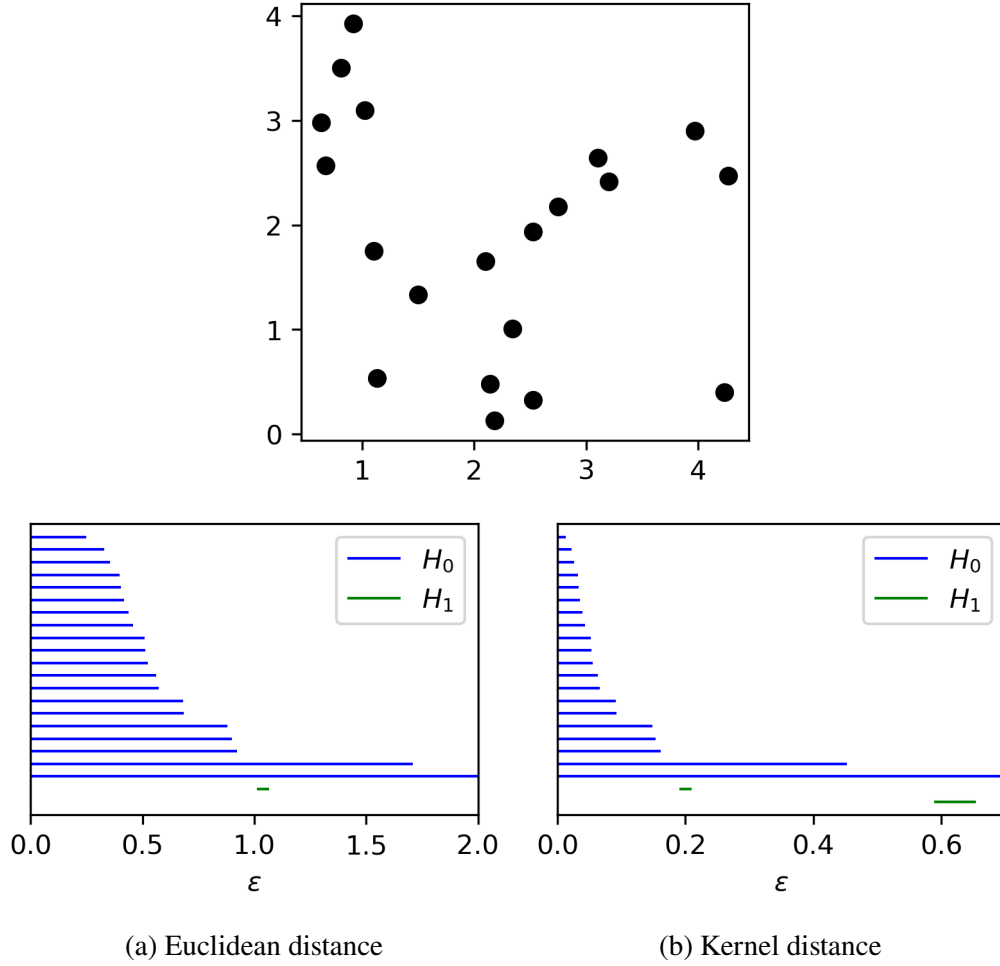 4
3
2
1
0
1 2 3 4
H₀
H₁
0.0 0.5 1.0 1.5 2.0
ε
(a) Euclidean distance
H₀
H₁
0.0 0.2 0.4 0.6
ε
(b) Kernel distance